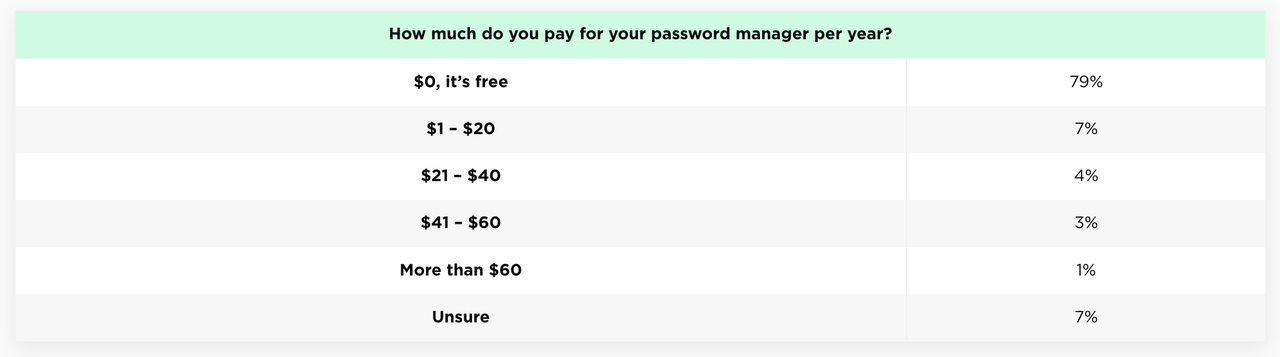 How much do you pay for your password manager per year?
$0, it’s free 79%
$1 – $20 7%
$21 – $40 4%
$41 – $60 3%
More than $60 1%
Unsure 7%